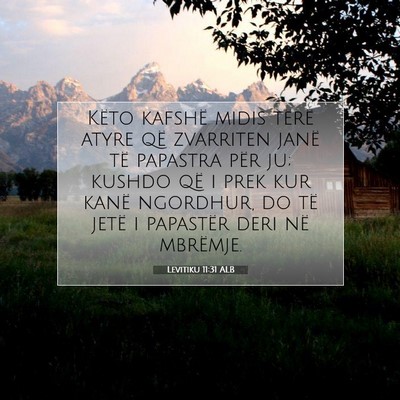 KËTO KAFSHË MIDIS TËRË
ATYRE QË ZVARRITEN JANË
TË PAPASTRA PËR JU;
KUSHDO QË I PREK KUR
KANË NGORDHUR, DO TË
JETË I PAPASTËR DERI NË
MBRËMJE.
LEVITIKU 11:31 ALB